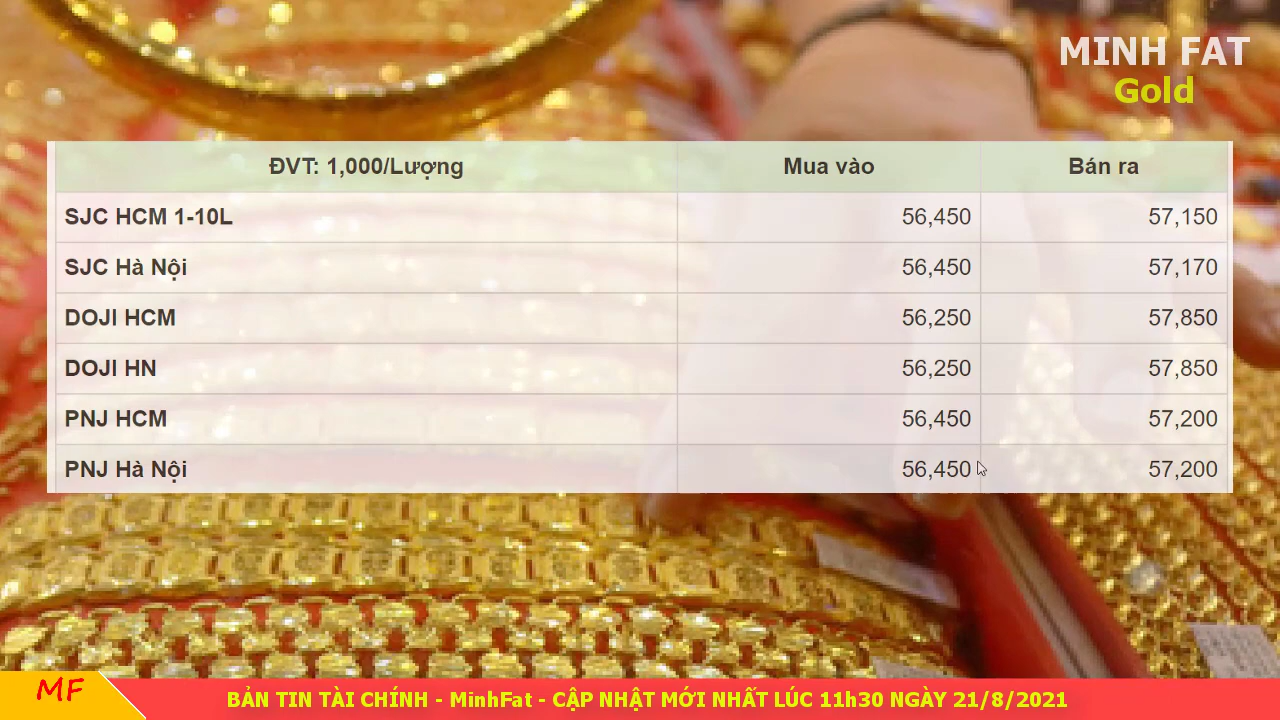 MINH FAT
Gold
ĐVT: 1,000/Lượng Mua vào Bán ra
SJC HCM 1-10L 56,450 57,150
SJC Hà Nội 56,450 57,170
DOJI HCM 56,250 57,850
DOJI HN 56,250 57,850
PNJ HCM 56,450 57,200
PNJ Hà Nội 56,450 57,200
MF
BẢN TIN TÀI CHÍNH - MinhFat - CẬP NHẬT MỚI NHẤT LÚC 11h30 NGÀY 21/8/2021